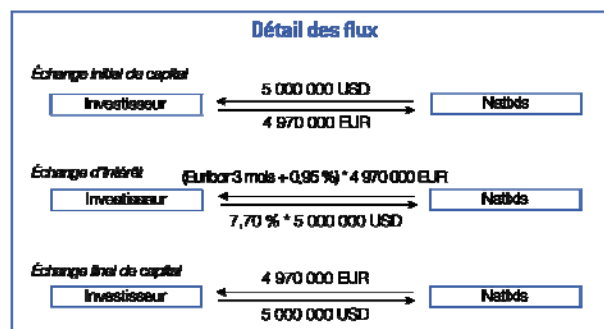 Détail des flux
Échange initial de capital
5 000 000 USD
Investisseur Natixis
4 970 000 EUR
Échange d'intérêt
(Euribor 3 mois + 0,95 %) * 4 970 000 EUR
Investisseur Natixis
7,70 % * 5 000 000 USD
Échange final de capital
4 970 000 EUR
Investisseur Natixis
5 000 000 USD